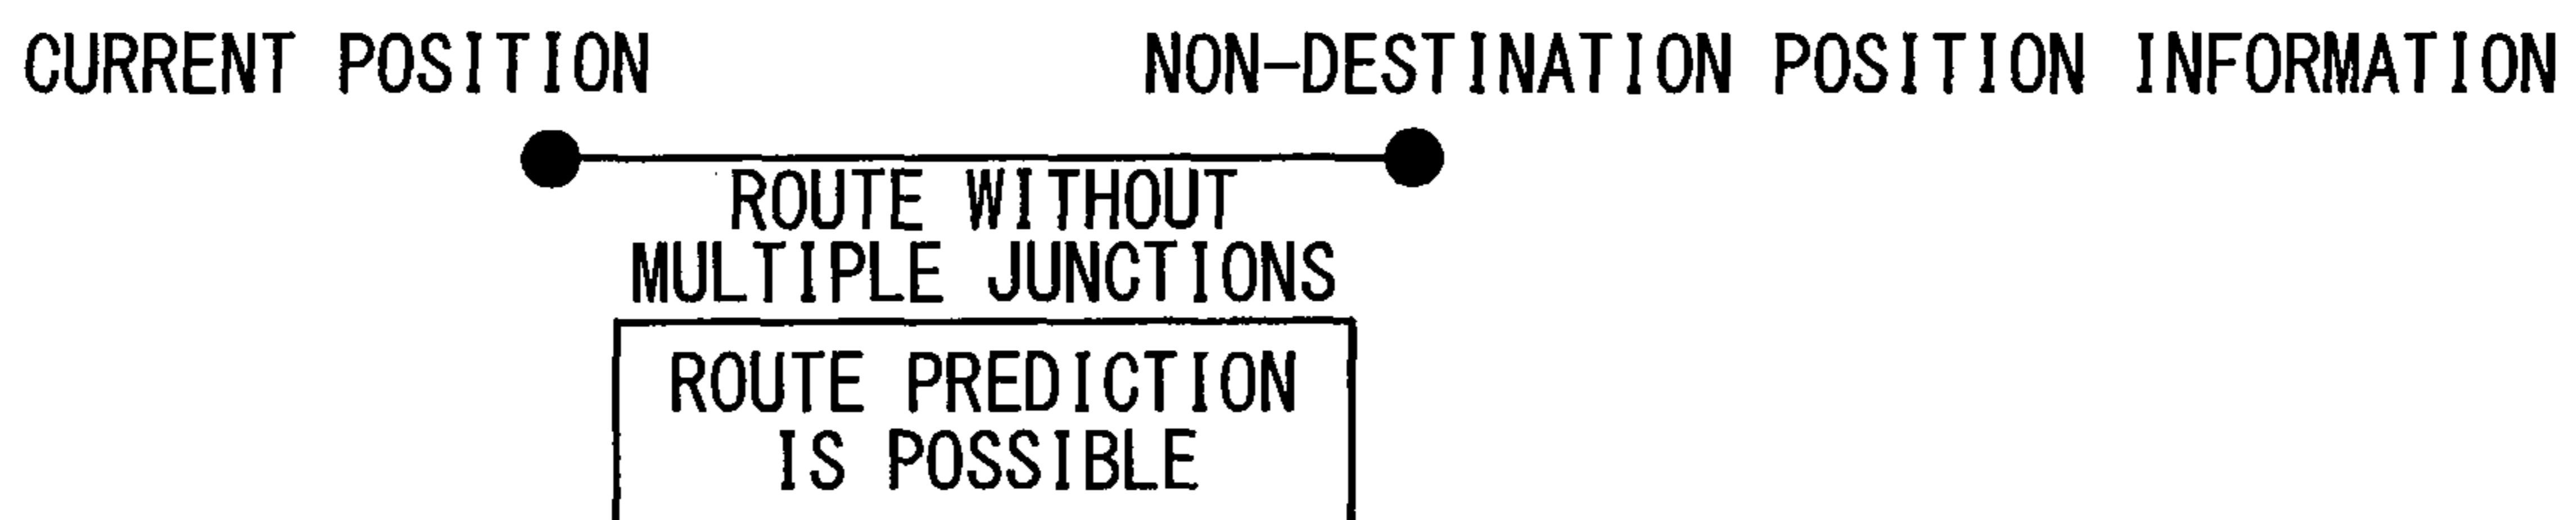 CURRENT POSITION
NON-DESTINATION POSITION INFORMATION
ROUTE WITHOUT
MULTIPLE JUNCTIONS
ROUTE PREDICTION
IS POSSIBLE